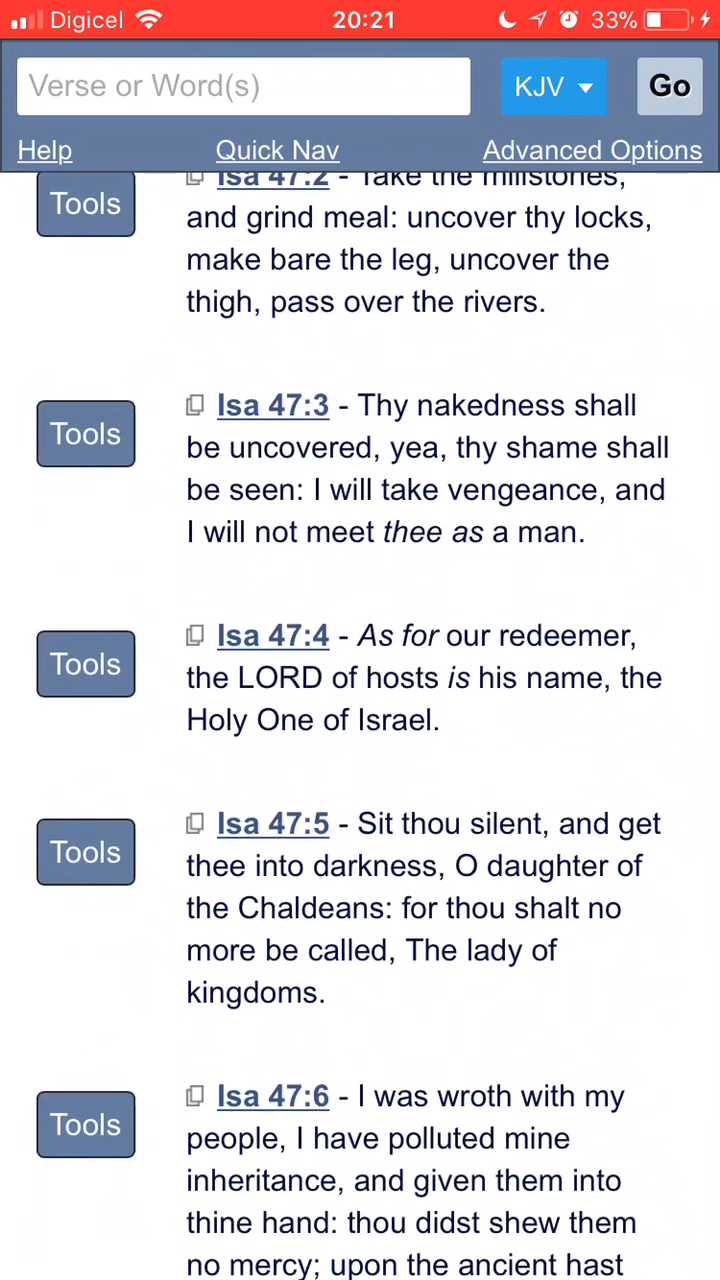 Digicel 20:21 33%
Verse or Word(s) KJV Go
Help Quick Nav Advanced Options
Tools Isa 47:2 - Take the millstones,
and grind meal: uncover thy locks,
make bare the leg, uncover the
thigh, pass over the rivers.
Tools Isa 47:3 - Thy nakedness shall
be uncovered, yea, thy shame shall
be seen: I will take vengeance, and
I will not meet thee as a man.
Tools Isa 47:4 - As for our redeemer,
the LORD of hosts is his name, the
Holy One of Israel.
Tools Isa 47:5 - Sit thou silent, and get
thee into darkness, O daughter of
the Chaldeans: for thou shalt no
more be called, The lady of
kingdoms.
Tools Isa 47:6 - I was wroth with my
people, I have polluted mine
inheritance, and given them into
thine hand: thou didst shew them
no mercy; upon the ancient hast